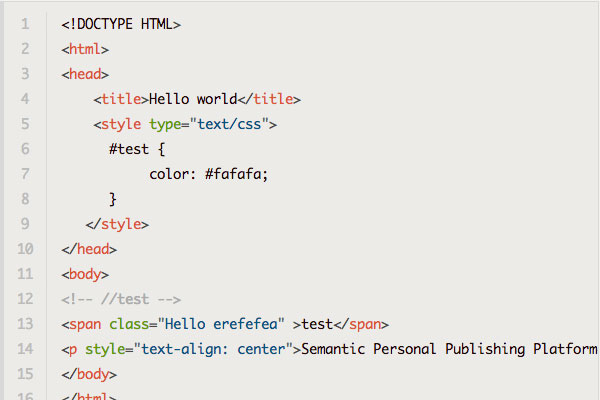 1 <!DOCTYPE HTML>
2 <html>
3 <head>
4 <title>Hello world</title>
5 <style type="text/css">
6 #test {
7 color: #fafafa;
8 }
9 </style>
10 </head>
11 <body>
12 <!-- //test -->
13 <span class="Hello erefefea" >test</span>
14 <p style="text-align: center">Semantic Personal Publishing Platform
15 </body>
16 </html>